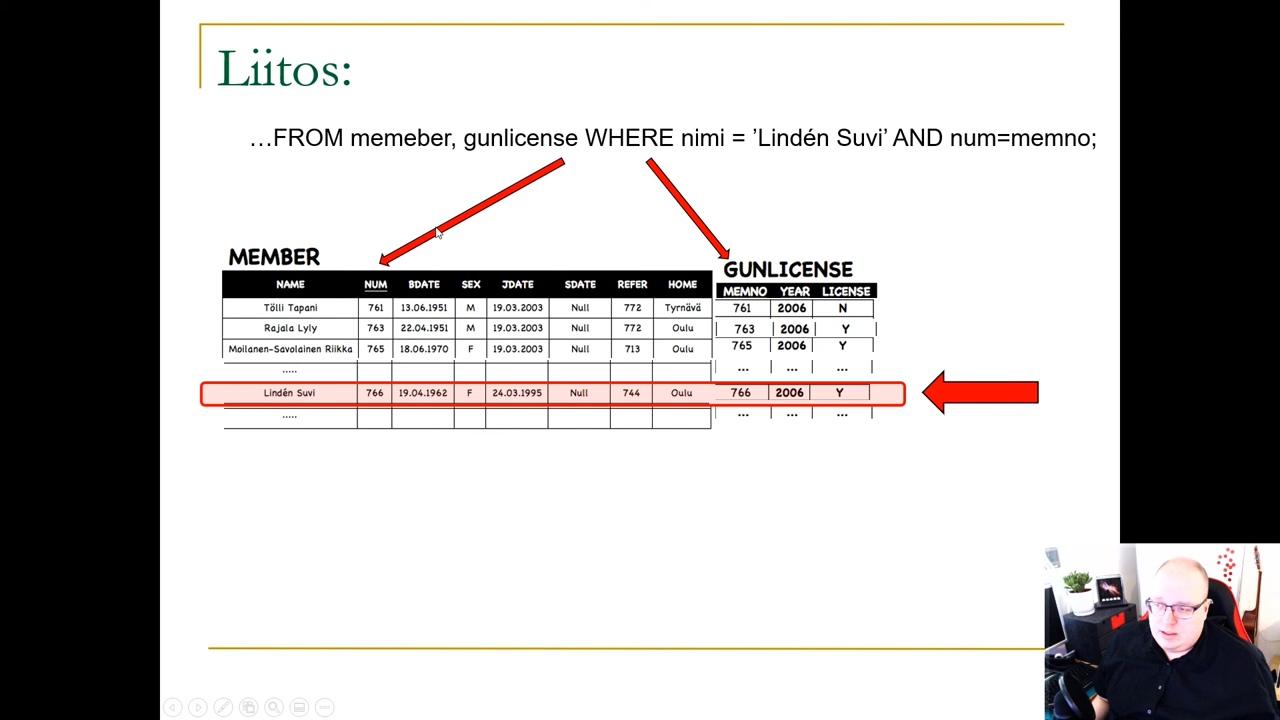 Liitos:
…FROM memeber, gunlicense WHERE nimi = ’Lindén Suvi’ AND num=memno;
MEMBER
GUNLICENSE
NAME NUM BDATE SEX JDATE SDATE REFER HOME MEMNO YEAR LICENSE
Tölli Tapani 761 13.06.1951 M 19.03.2003 Null 772 Tyrnävä 761 2006 N
Rajala Lyly 763 22.04.1951 M 19.03.2003 Null 772 Oulu 763 2006 Y
Moilanen-Savolainen Riikka 765 18.06.1970 F 19.03.2003 Null 713 Oulu 765 2006 Y
..... ... ... ...
Lindén Suvi 766 19.04.1962 F 24.03.1995 Null 744 Oulu 766 2006 Y
..... ... ... ...